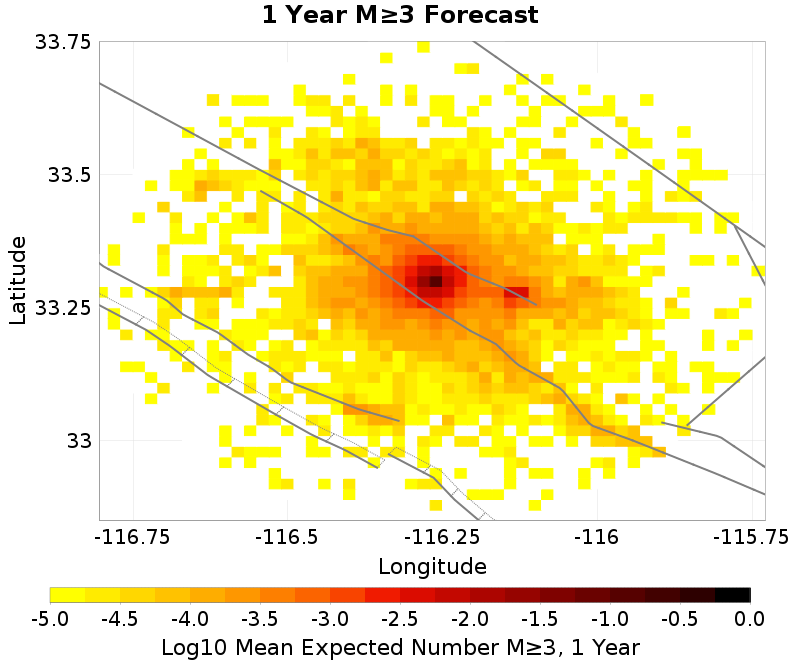 1 Year M≥3 Forecast
33.75
33.5
33.25
33
Latitude
-116.75 -116.5 -116.25 -116 -115.75
Longitude
-5.0 -4.5 -4.0 -3.5 -3.0 -2.5 -2.0 -1.5 -1.0 -0.5 0.0
Log10 Mean Expected Number M≥3, 1 Year